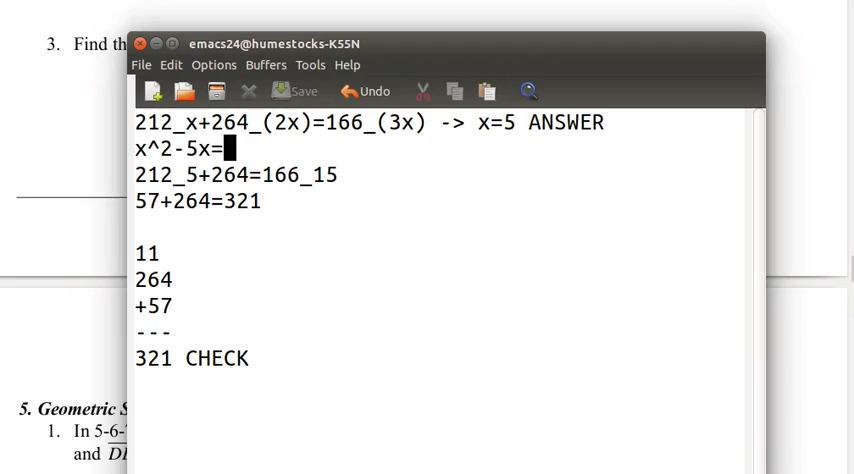 3. Find th
emacs24@humestocks-K55N
File Edit Options Buffers Tools Help
Save Undo
212_x+264_(2x)=166_(3x) -> x=5 ANSWER
x^2-5x=
212_5+264=166_15
57+264=321
11
264
+57
---
321 CHECK
5. Geometric S
1. In 5-6-7
and DE